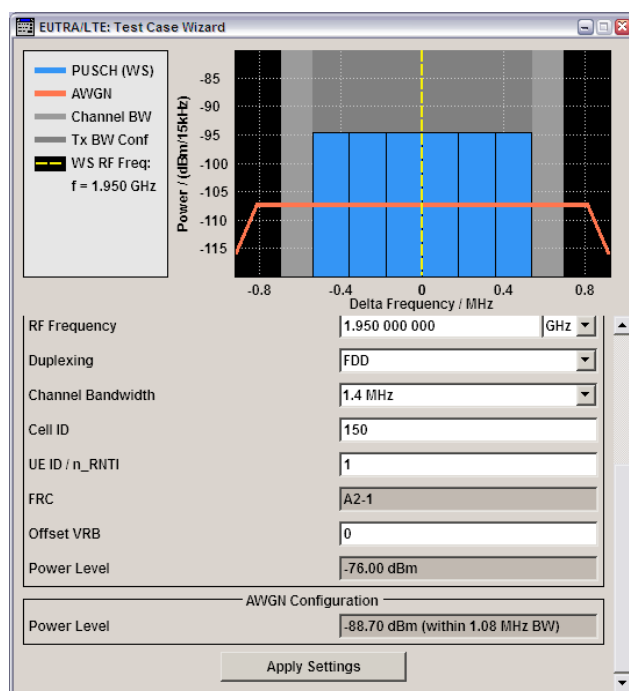 EUTRA/LTE: Test Case Wizard
PUSCH (WS)
AWGN
Channel BW
Tx BW Conf
WS RF Freq:
f = 1.950 GHz
Power / (dBm/15kHz)
-85
-90
-95
-100
-105
-110
-115
-0.8 -0.4 0 0.4 0.8
Delta Frequency / MHz
RF Frequency 1.950 000 000 GHz
Duplexing FDD
Channel Bandwidth 1.4 MHz
Cell ID 150
UE ID / n_RNTI 1
FRC A2-1
Offset VRB 0
Power Level -76.00 dBm
AWGN Configuration
Power Level -88.70 dBm (within 1.08 MHz BW)
Apply Settings